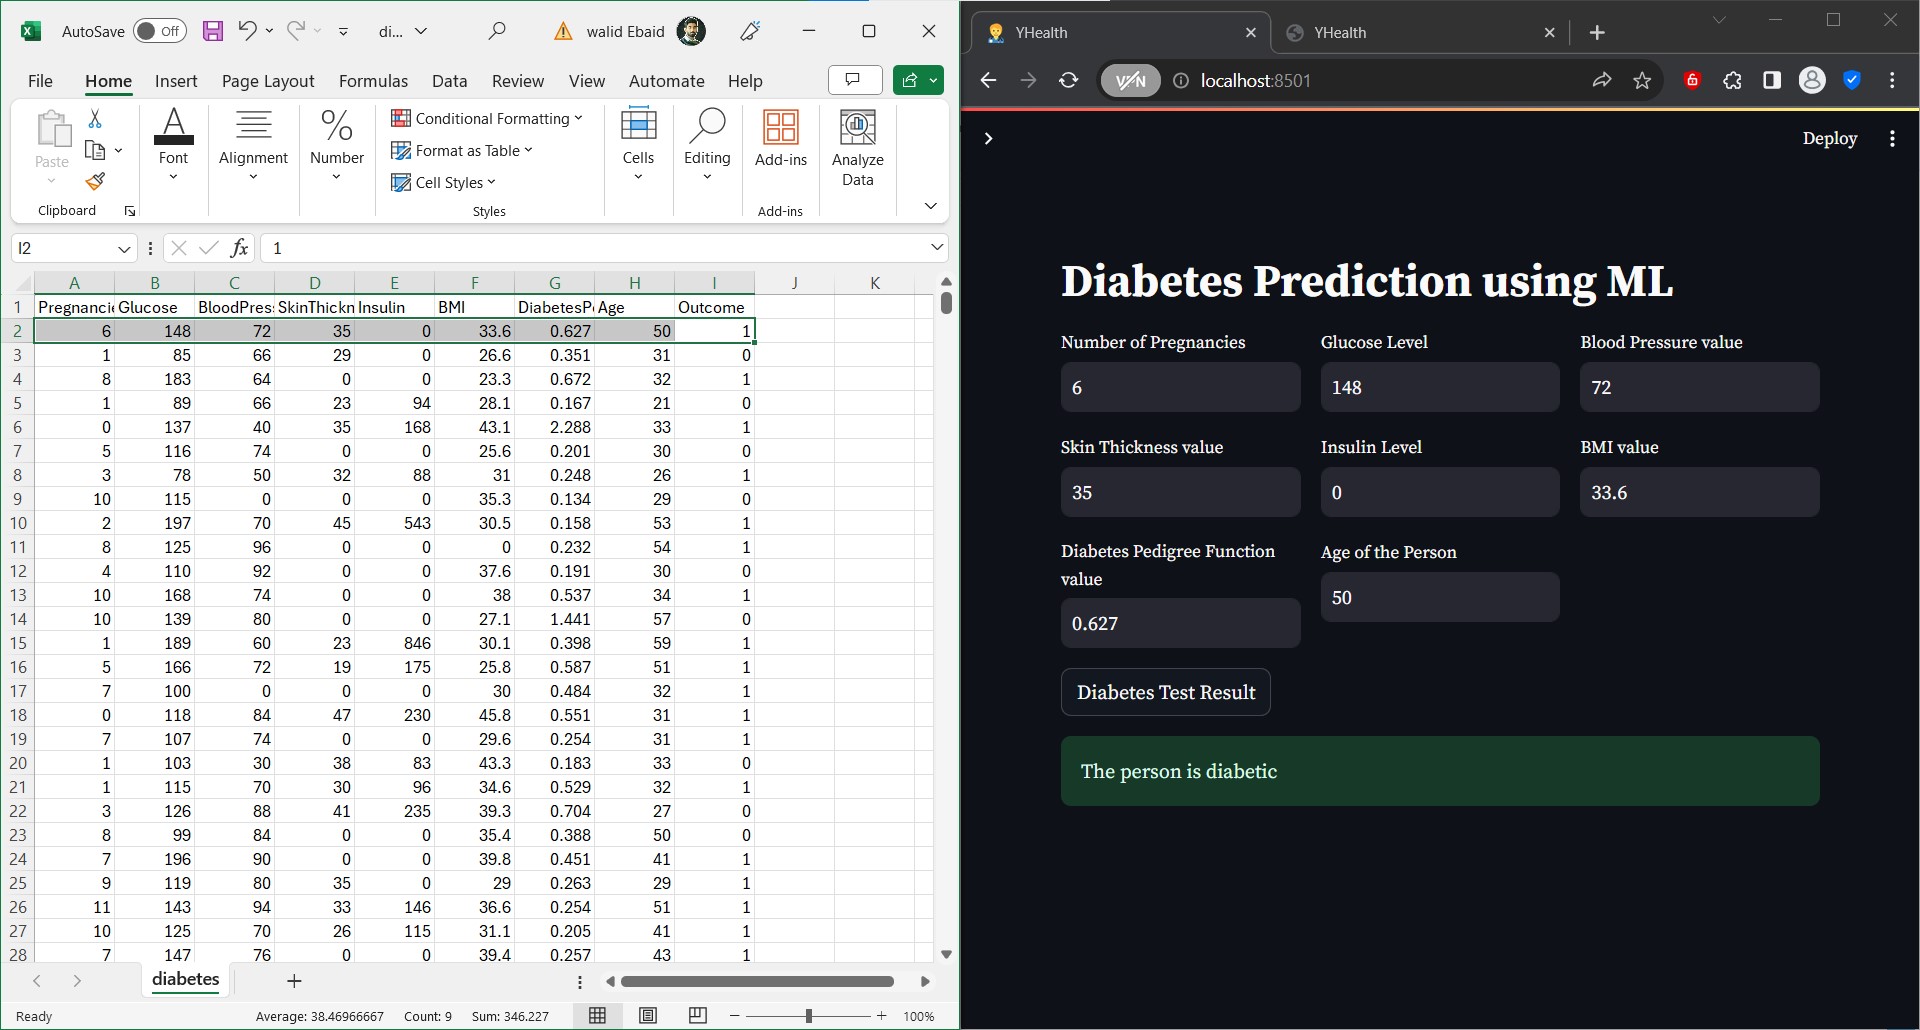 AutoSave Off di... walid Ebaid
File Home Insert Page Layout Formulas Data Review View Automate Help
Paste
Clipboard
Font
Alignment
%
Number
Conditional Formatting
Format as Table
Cell Styles
Styles
Cells
Editing
Add-ins
Add-ins
Analyze
Data
I2 fx 1
A B C D E F G H I J K
1 Pregnanci Glucose BloodPres SkinThickn Insulin BMI DiabetesP Age Outcome
2 6 148 72 35 0 33.6 0.627 50 1
3 1 85 66 29 0 26.6 0.351 31 0
4 8 183 64 0 0 23.3 0.672 32 1
5 1 89 66 23 94 28.1 0.167 21 0
6 0 137 40 35 168 43.1 2.288 33 1
7 5 116 74 0 0 25.6 0.201 30 0
8 3 78 50 32 88 31 0.248 26 1
9 10 115 0 0 0 35.3 0.134 29 0
10 2 197 70 45 543 30.5 0.158 53 1
11 8 125 96 0 0 0 0.232 54 1
12 4 110 92 0 0 37.6 0.191 30 0
13 10 168 74 0 0 38 0.537 34 1
14 10 139 80 0 0 27.1 1.441 57 0
15 1 189 60 23 846 30.1 0.398 59 1
16 5 166 72 19 175 25.8 0.587 51 1
17 7 100 0 0 0 30 0.484 32 1
18 0 118 84 47 230 45.8 0.551 31 1
19 7 107 74 0 0 29.6 0.254 31 1
20 1 103 30 38 83 43.3 0.183 33 0
21 1 115 70 30 96 34.6 0.529 32 1
22 3 126 88 41 235 39.3 0.704 27 0
23 8 99 84 0 0 35.4 0.388 50 0
24 7 196 90 0 0 39.8 0.451 41 1
25 9 119 80 35 0 29 0.263 29 1
26 11 143 94 33 146 36.6 0.254 51 1
27 10 125 70 26 115 31.1 0.205 41 1
28 7 147 76 0 0 39.4 0.257 43 1
diabetes
Ready Average: 38.46966667 Count: 9 Sum: 346.227 100%
YHealth YHealth
VPN localhost:8501
Deploy
Diabetes Prediction using ML
Number of Pregnancies Glucose Level Blood Pressure value
6 148 72
Skin Thickness value Insulin Level BMI value
35 0 33.6
Diabetes Pedigree Function
value
0.627
Age of the Person
50
Diabetes Test Result
The person is diabetic